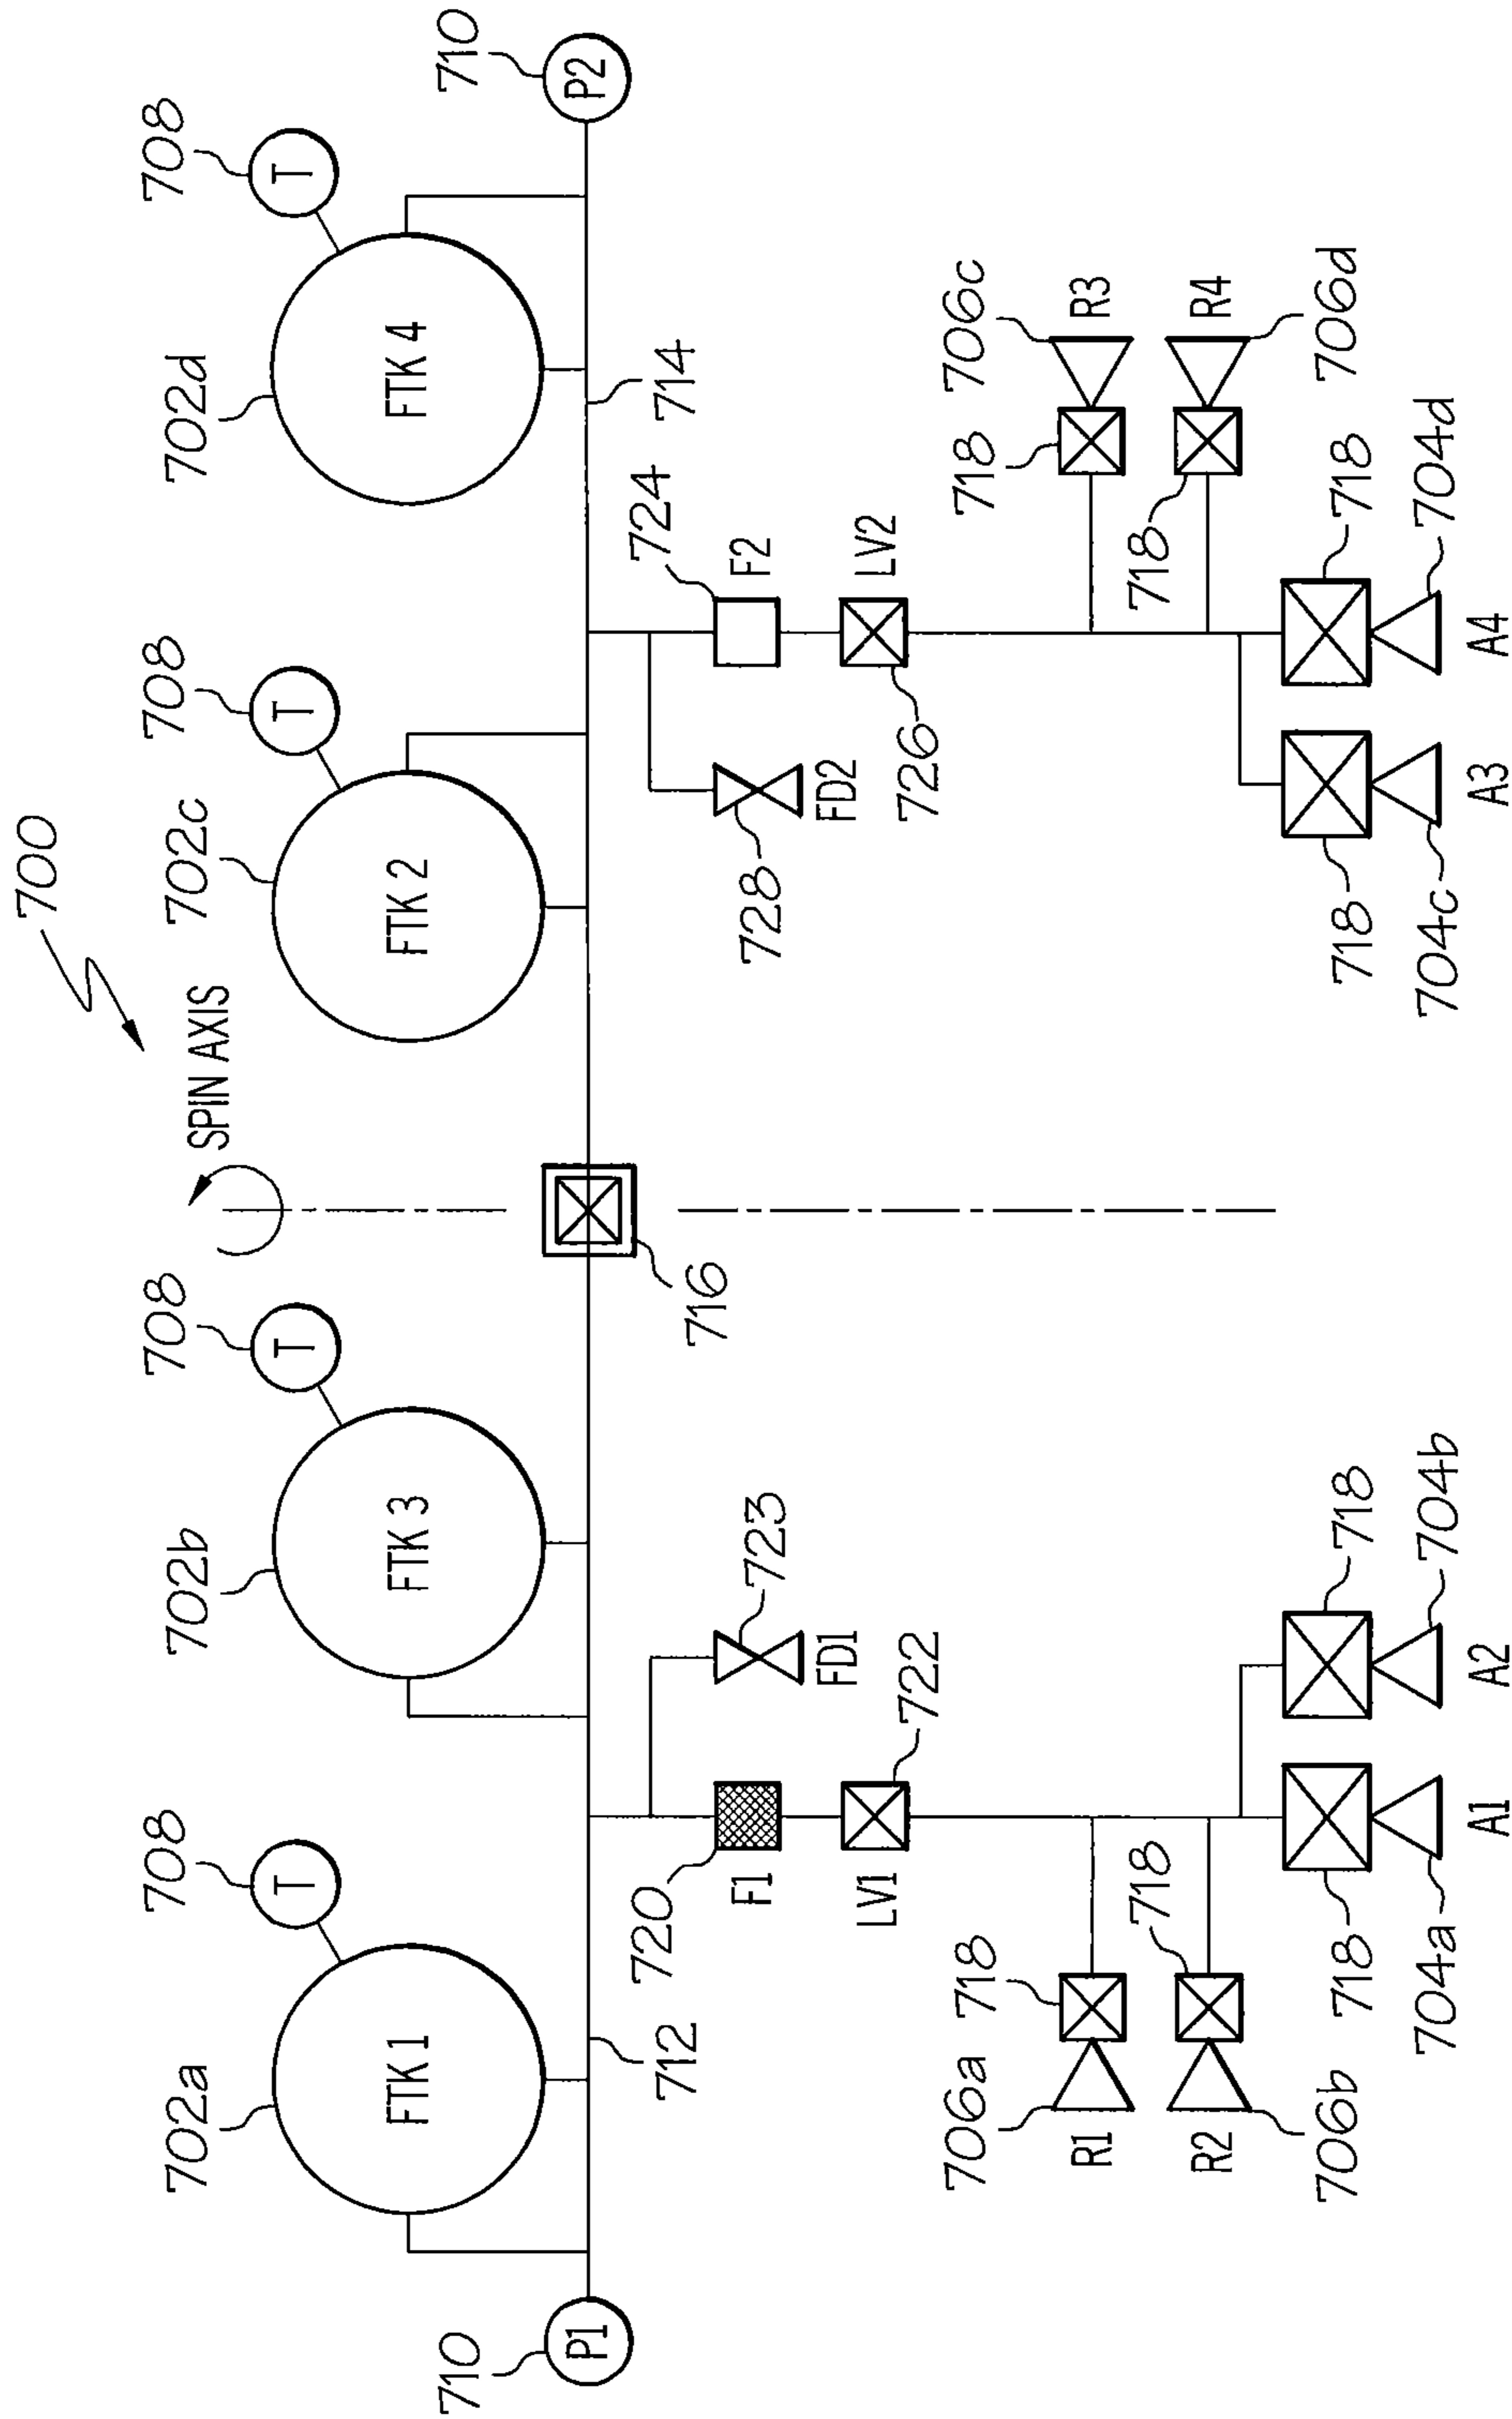 700
SPIN AXIS
702a
FTK 1
708
T
702b
FTK 3
708
T
702c
FTK 2
708
T
702d
FTK 4
708
T
710
P1
712
716
714
710
P2
720
F1
723
FD1
LV1
722
724
F2
728
FD2
LV2
726
706a
R1
718
718
R2
706b
718
704a
A1
718
704b
A2
718
706c
R3
718
R4
706d
718
704c
A3
718
704d
A4